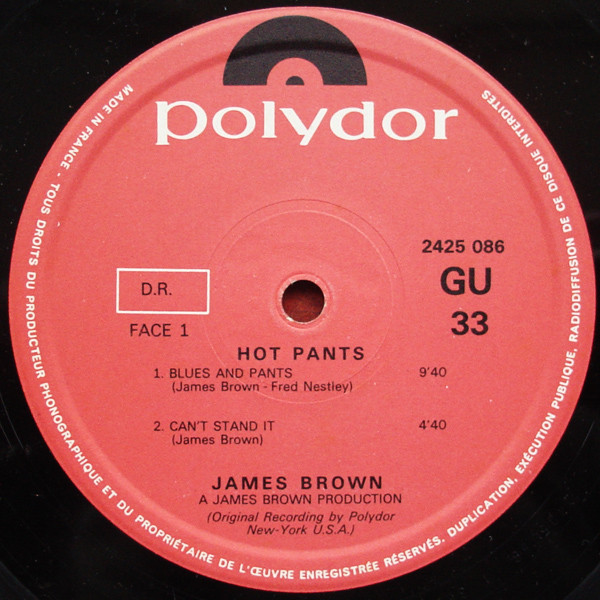 polydor
2425 086
GU
33
D.R.
FACE 1
HOT PANTS
1. BLUES AND PANTS 9'40
(James Brown - Fred Nestley)
2. CAN'T STAND IT 4'40
(James Brown)
JAMES BROWN
A JAMES BROWN PRODUCTION
(Original Recording by Polydor
New-York U.S.A.)
MADE IN FRANCE - TOUS DROITS DU PRODUCTEUR PHONOGRAPHIQUE ET DU PROPRIÉTAIRE DE L'ŒUVRE ENREGISTRÉE RÉSERVÉS. DUPLICATION, EXÉCUTION PUBLIQUE, RADIODIFFUSION DE CE DISQUE INTERDITES